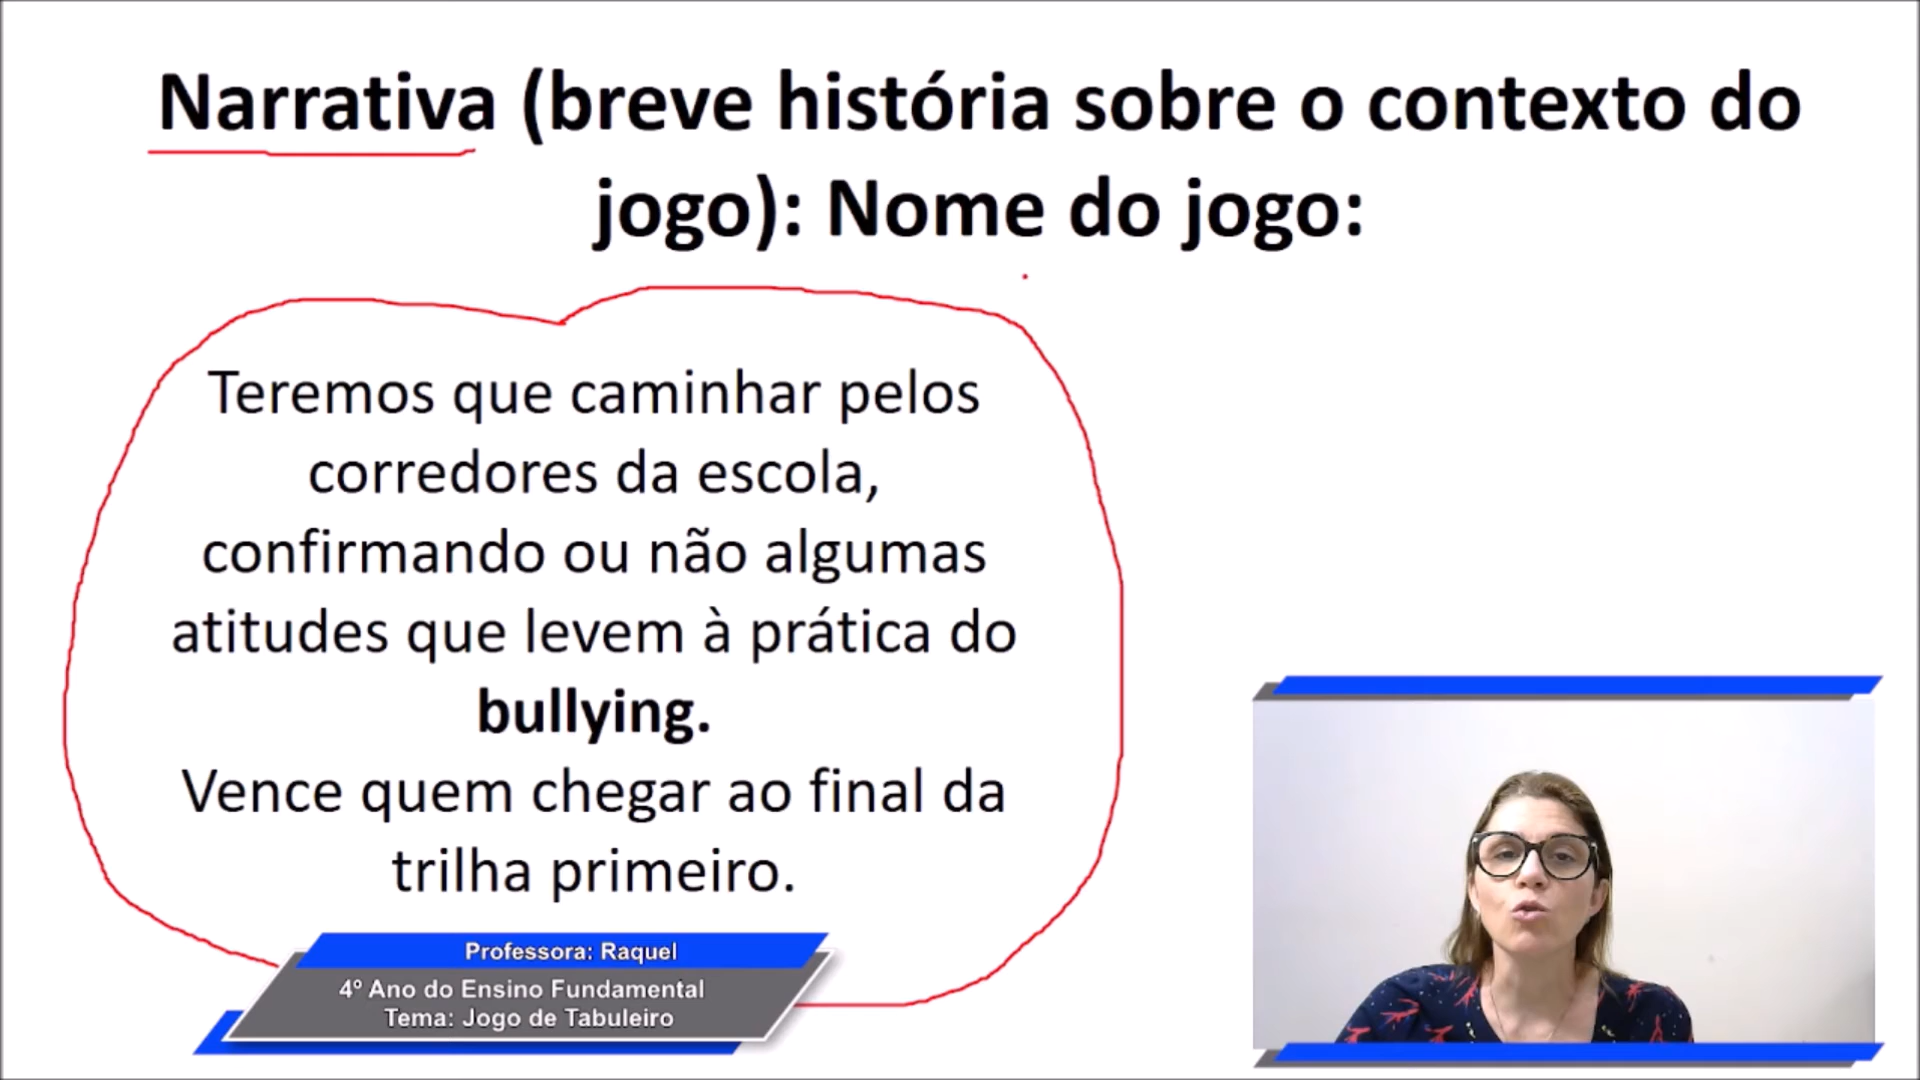 Narrativa (breve história sobre o contexto do
jogo): Nome do jogo:
Teremos que caminhar pelos
corredores da escola,
confirmando ou não algumas
atitudes que levem à prática do
bullying.
Vence quem chegar ao final da
trilha primeiro.
Professora: Raquel
4º Ano do Ensino Fundamental
Tema: Jogo de Tabuleiro